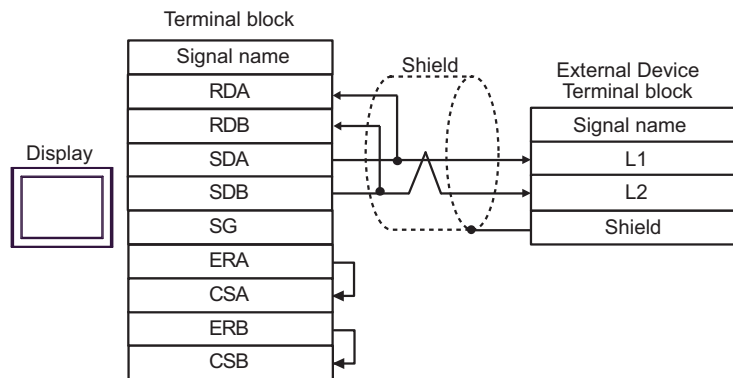 Terminal block
Signal name
RDA
RDB
SDA
SDB
SG
ERA
CSA
ERB
CSB
Display
Shield
External Device
Terminal block
Signal name
L1
L2
Shield